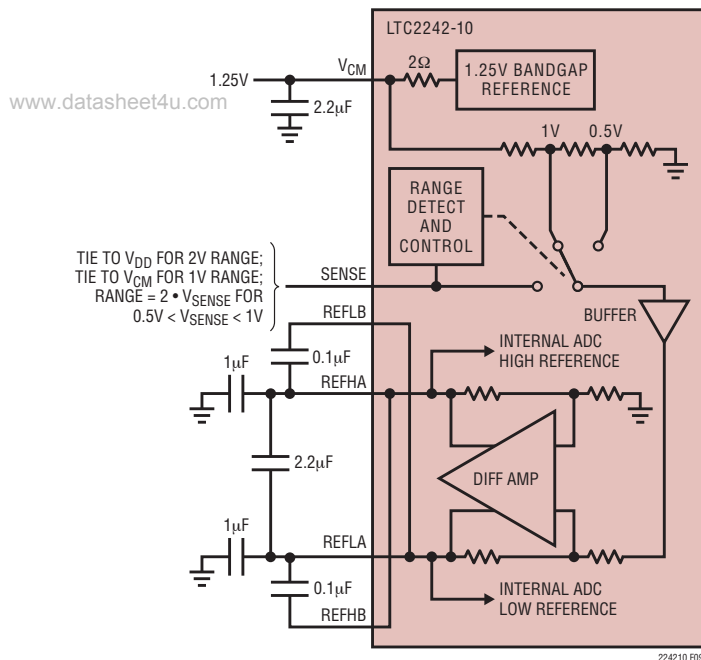 LTC2242-10
1.25V
VCM
2Ω
1.25V BANDGAP
REFERENCE
www.datasheet4u.com
2.2µF
1V
0.5V
RANGE
DETECT
AND
CONTROL
TIE TO VDD FOR 2V RANGE;
TIE TO VCM FOR 1V RANGE;
RANGE = 2 • VSENSE FOR
0.5V < VSENSE < 1V
SENSE
REFLB
BUFFER
INTERNAL ADC
HIGH REFERENCE
1µF
0.1µF
REFHA
2.2µF
DIFF AMP
1µF
REFLA
0.1µF
REFHB
INTERNAL ADC
LOW REFERENCE
224210 F09